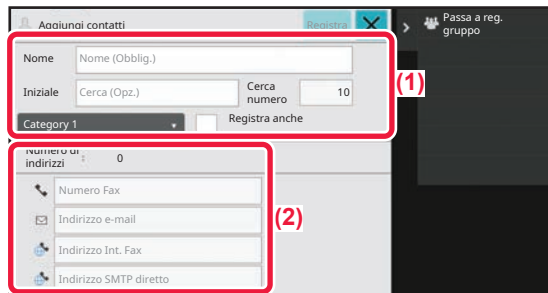 Aggiungi contatti
Registra
Passa a reg.
gruppo
Nome
Nome (Obblig.)
Iniziale
Cerca (Opz.)
Cerca
numero
10
(1)
Category 1
Registra anche
Numero di
indirizzi
:
0
Numero Fax
Indirizzo e-mail
(2)
Indirizzo Int. Fax
Indirizzo SMTP diretto